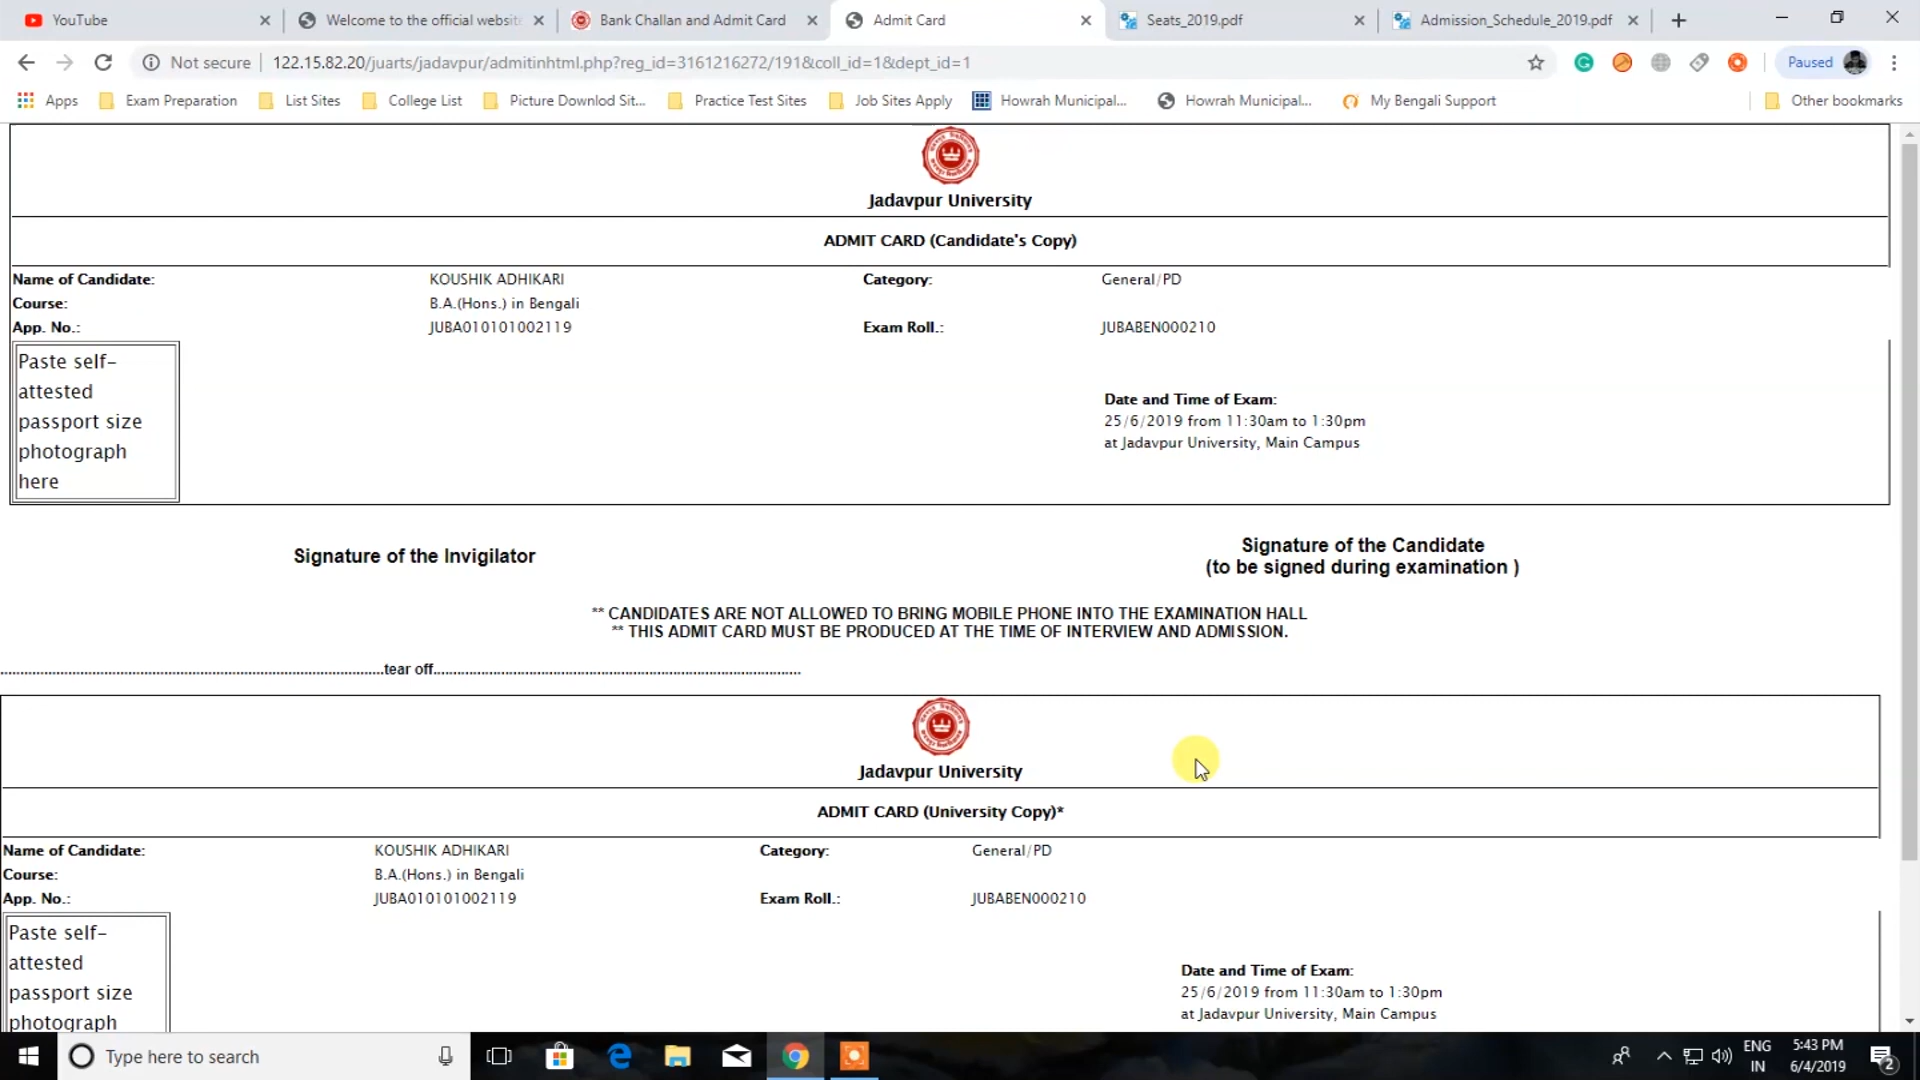 YouTube
Welcome to the official website
Bank Challan and Admit Card
Admit Card
Seats_2019.pdf
Admission_Schedule_2019.pdf
Not secure
122.15.82.20/juarts/jadavpur/admitinhtml.php?reg_id=3161216272/191&coll_id=1&dept_id=1
Paused
Apps
Exam Preparation
List Sites
College List
Picture Downlod Sit...
Practice Test Sites
Job Sites Apply
Howrah Municipal...
Howrah Municipal...
My Bengali Support
Other bookmarks
Jadavpur University
ADMIT CARD (Candidate's Copy)
Name of Candidate: KOUSHIK ADHIKARI Category: General/PD
Course: B.A.(Hons.) in Bengali
App. No.: JUBA010101002119 Exam Roll.: JUBABEN000210
Paste self-
attested
passport size
photograph
here
Date and Time of Exam:
25/6/2019 from 11:30am to 1:30pm
at Jadavpur University, Main Campus
Signature of the Invigilator
Signature of the Candidate
(to be signed during examination )
** CANDIDATES ARE NOT ALLOWED TO BRING MOBILE PHONE INTO THE EXAMINATION HALL
** THIS ADMIT CARD MUST BE PRODUCED AT THE TIME OF INTERVIEW AND ADMISSION.
tear off
Jadavpur University
ADMIT CARD (University Copy)*
Name of Candidate: KOUSHIK ADHIKARI Category: General/PD
Course: B.A.(Hons.) in Bengali
App. No.: JUBA010101002119 Exam Roll.: JUBABEN000210
Paste self-
attested
passport size
photograph
Date and Time of Exam:
25/6/2019 from 11:30am to 1:30pm
at Jadavpur University, Main Campus
Type here to search
ENG
IN
5:43 PM
6/4/2019
2